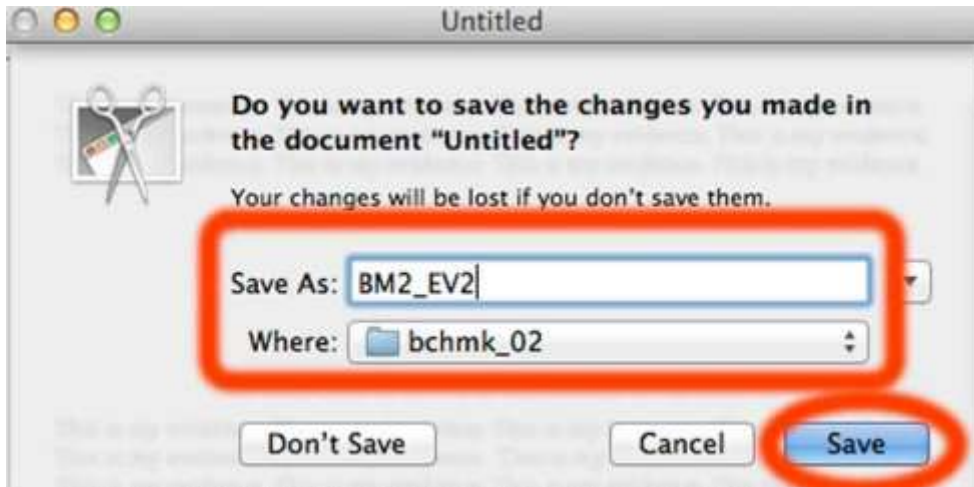 Untitled
Do you want to save the changes you made in
the document “Untitled”?
Your changes will be lost if you don’t save them.
Save As: BM2_EV2
Where: bchmk_02
Don’t Save Cancel Save